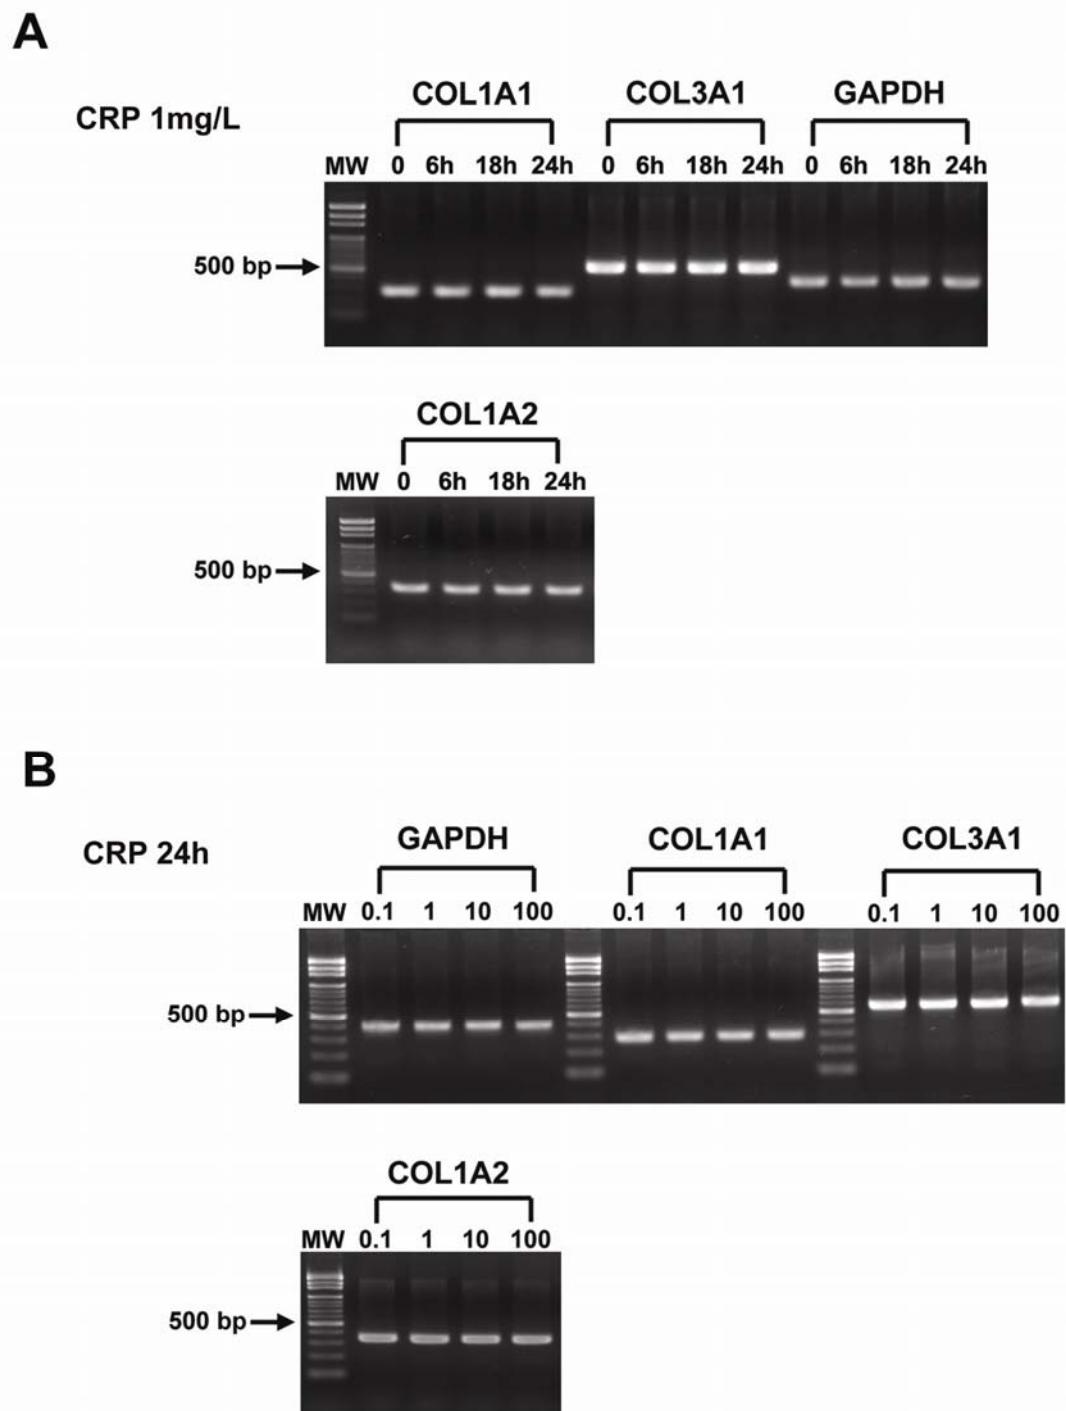 A
CRP 1mg/L
COL1A1 COL3A1 GAPDH
MW 0 6h 18h 24h 0 6h 18h 24h 0 6h 18h 24h
500 bp
COL1A2
MW 0 6h 18h 24h
500 bp
B
CRP 24h
GAPDH COL1A1 COL3A1
MW 0.1 1 10 100 0.1 1 10 100 0.1 1 10 100
500 bp
COL1A2
MW 0.1 1 10 100
500 bp